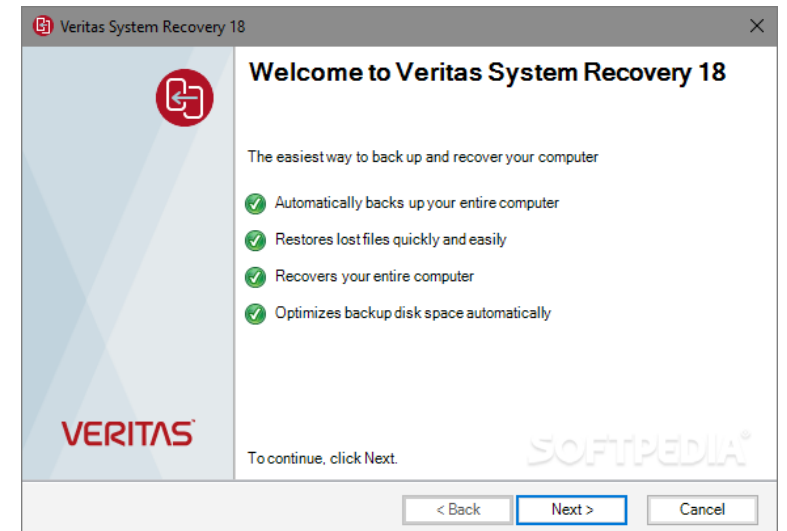 Veritas System Recovery 18
Welcome to Veritas System Recovery 18
The easiest way to back up and recover your computer
Automatically backs up your entire computer
Restores lost files quickly and easily
Recovers your entire computer
Optimizes backup disk space automatically
VERITAS
SOFTPEDIA®
To continue, click Next.
< Back Next > Cancel